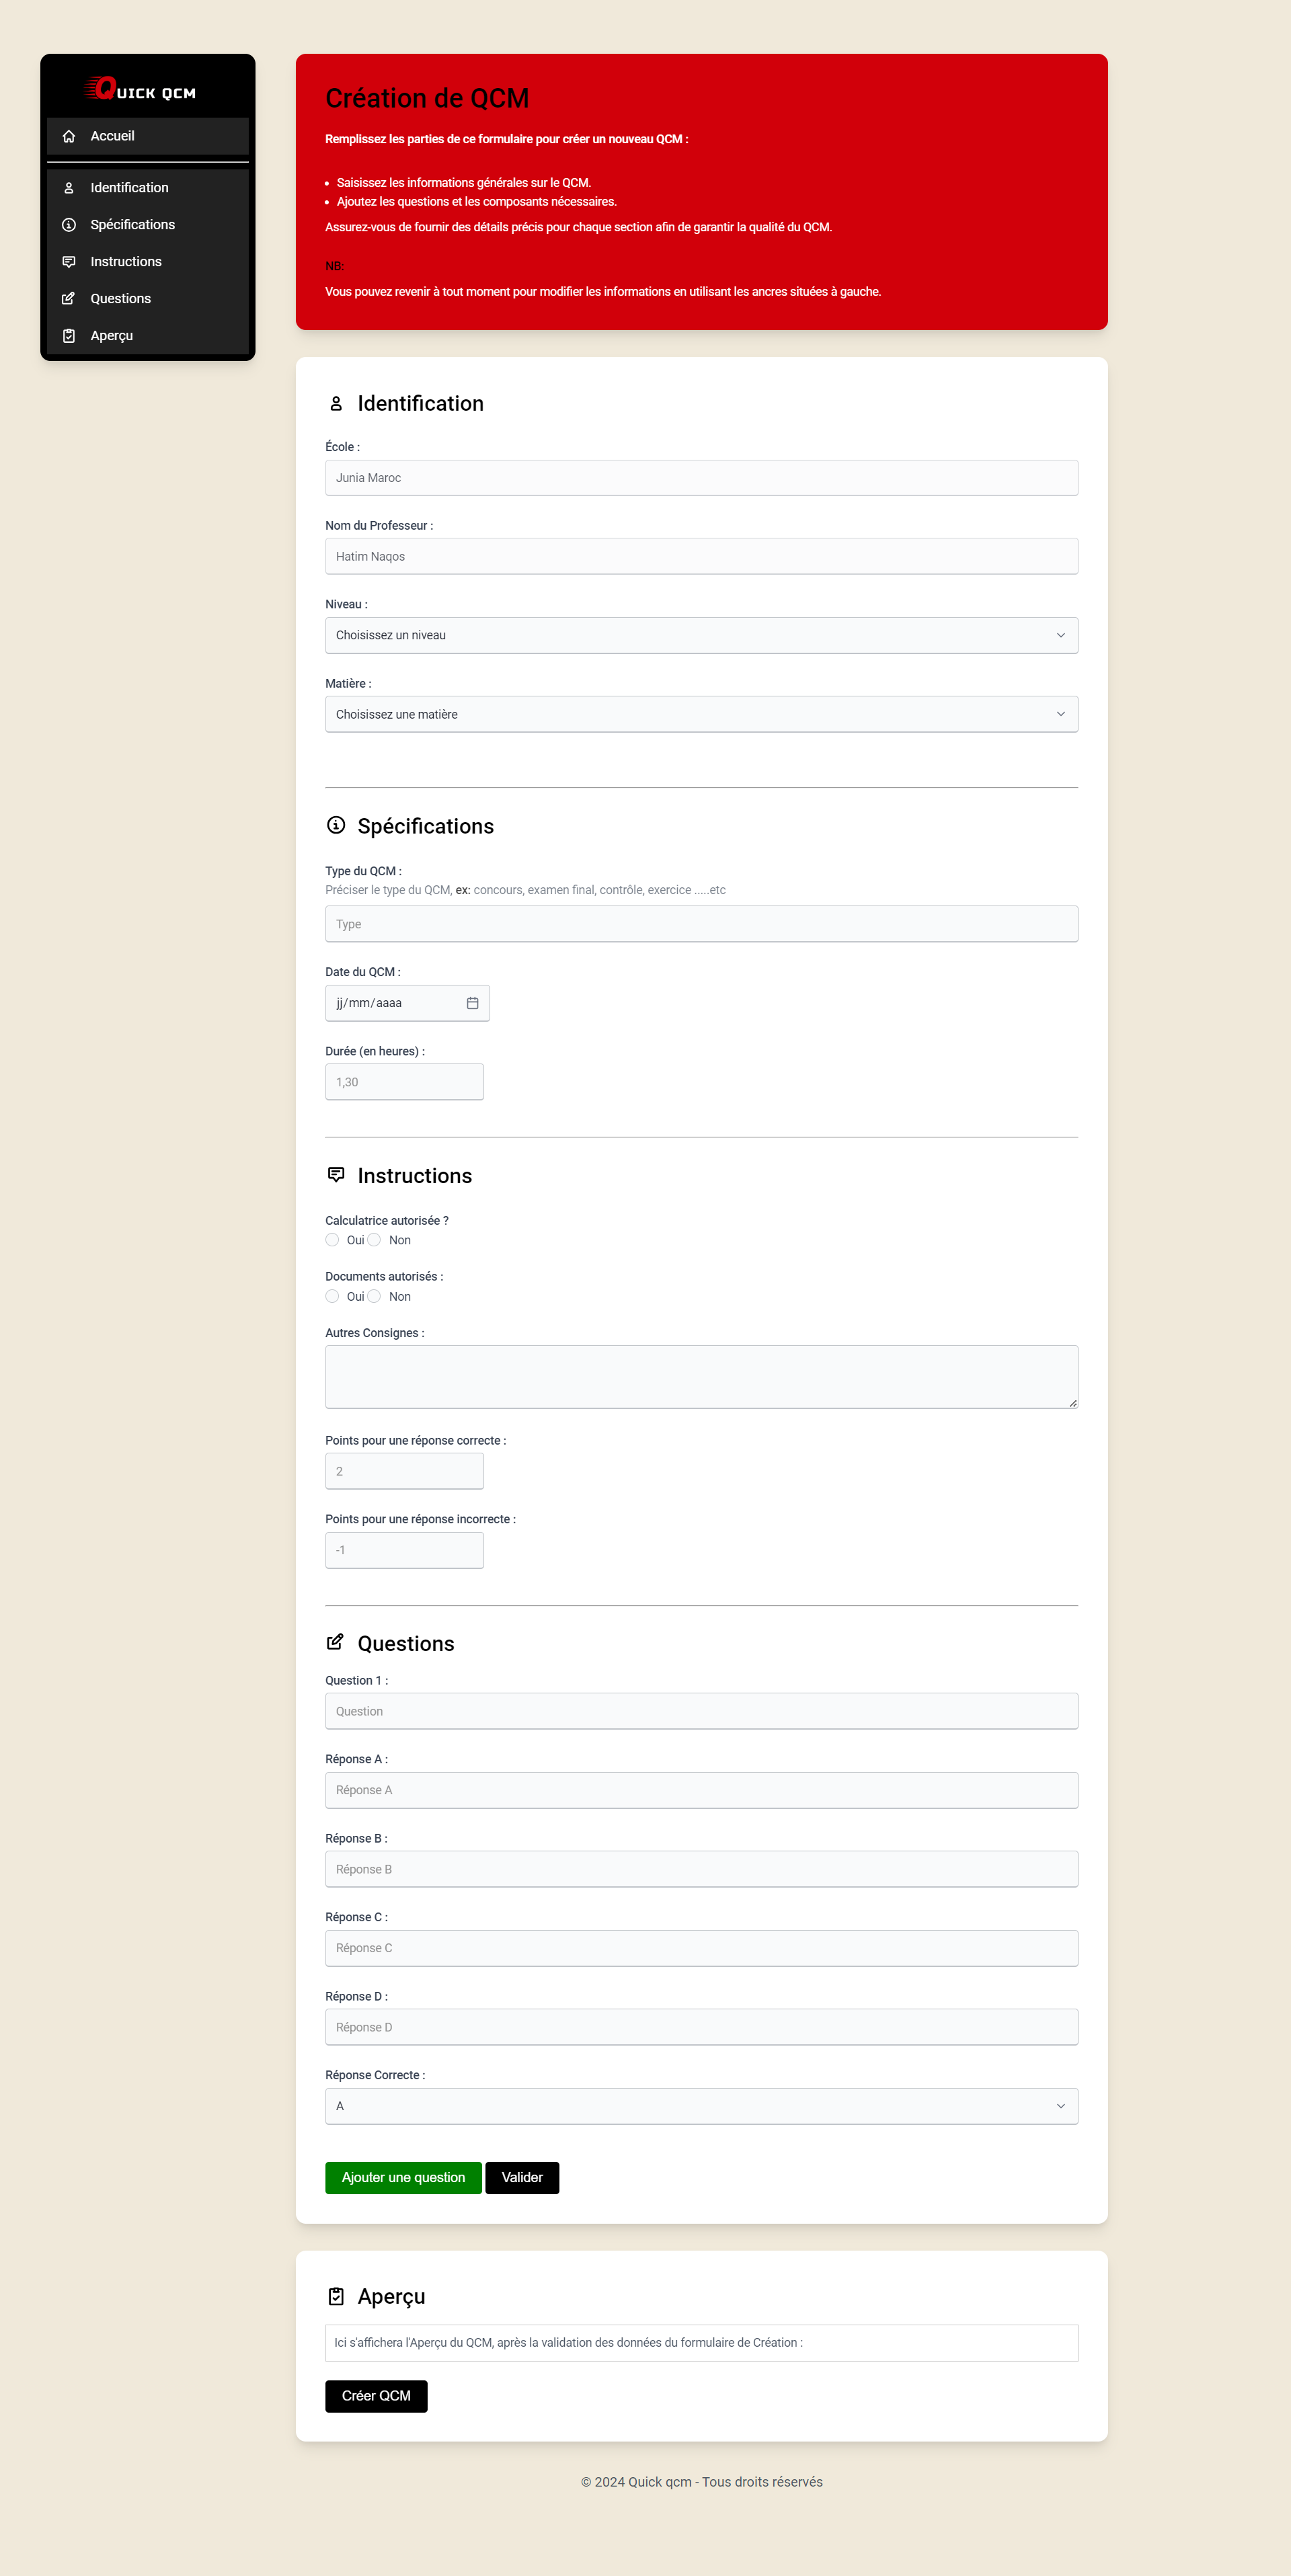 Quick QCM
Accueil
Identification
Spécifications
Instructions
Questions
Aperçu
Création de QCM
Remplissez les parties de ce formulaire pour créer un nouveau QCM :
• Saisissez les informations générales sur le QCM.
• Ajoutez les questions et les composants nécessaires.
Assurez-vous de fournir des détails précis pour chaque section afin de garantir la qualité du QCM.
NB:
Vous pouvez revenir à tout moment pour modifier les informations en utilisant les ancres situées à gauche.
Identification
École :
Junia Maroc
Nom du Professeur :
Hatim Naqos
Niveau :
Choisissez un niveau
Matière :
Choisissez une matière
Spécifications
Type du QCM :
Préciser le type du QCM, ex: concours, examen final, contrôle, exercice .....etc
Type
Date du QCM :
jj/mm/aaaa
Durée (en heures) :
1,30
Instructions
Calculatrice autorisée ?
Oui Non
Documents autorisés :
Oui Non
Autres Consignes :
Points pour une réponse correcte :
2
Points pour une réponse incorrecte :
-1
Questions
Question 1 :
Question
Réponse A :
Réponse A
Réponse B :
Réponse B
Réponse C :
Réponse C
Réponse D :
Réponse D
Réponse Correcte :
A
Ajouter une question Valider
Aperçu
Ici s'affichera l'Aperçu du QCM, après la validation des données du formulaire de Création :
Créer QCM
© 2024 Quick qcm - Tous droits réservés